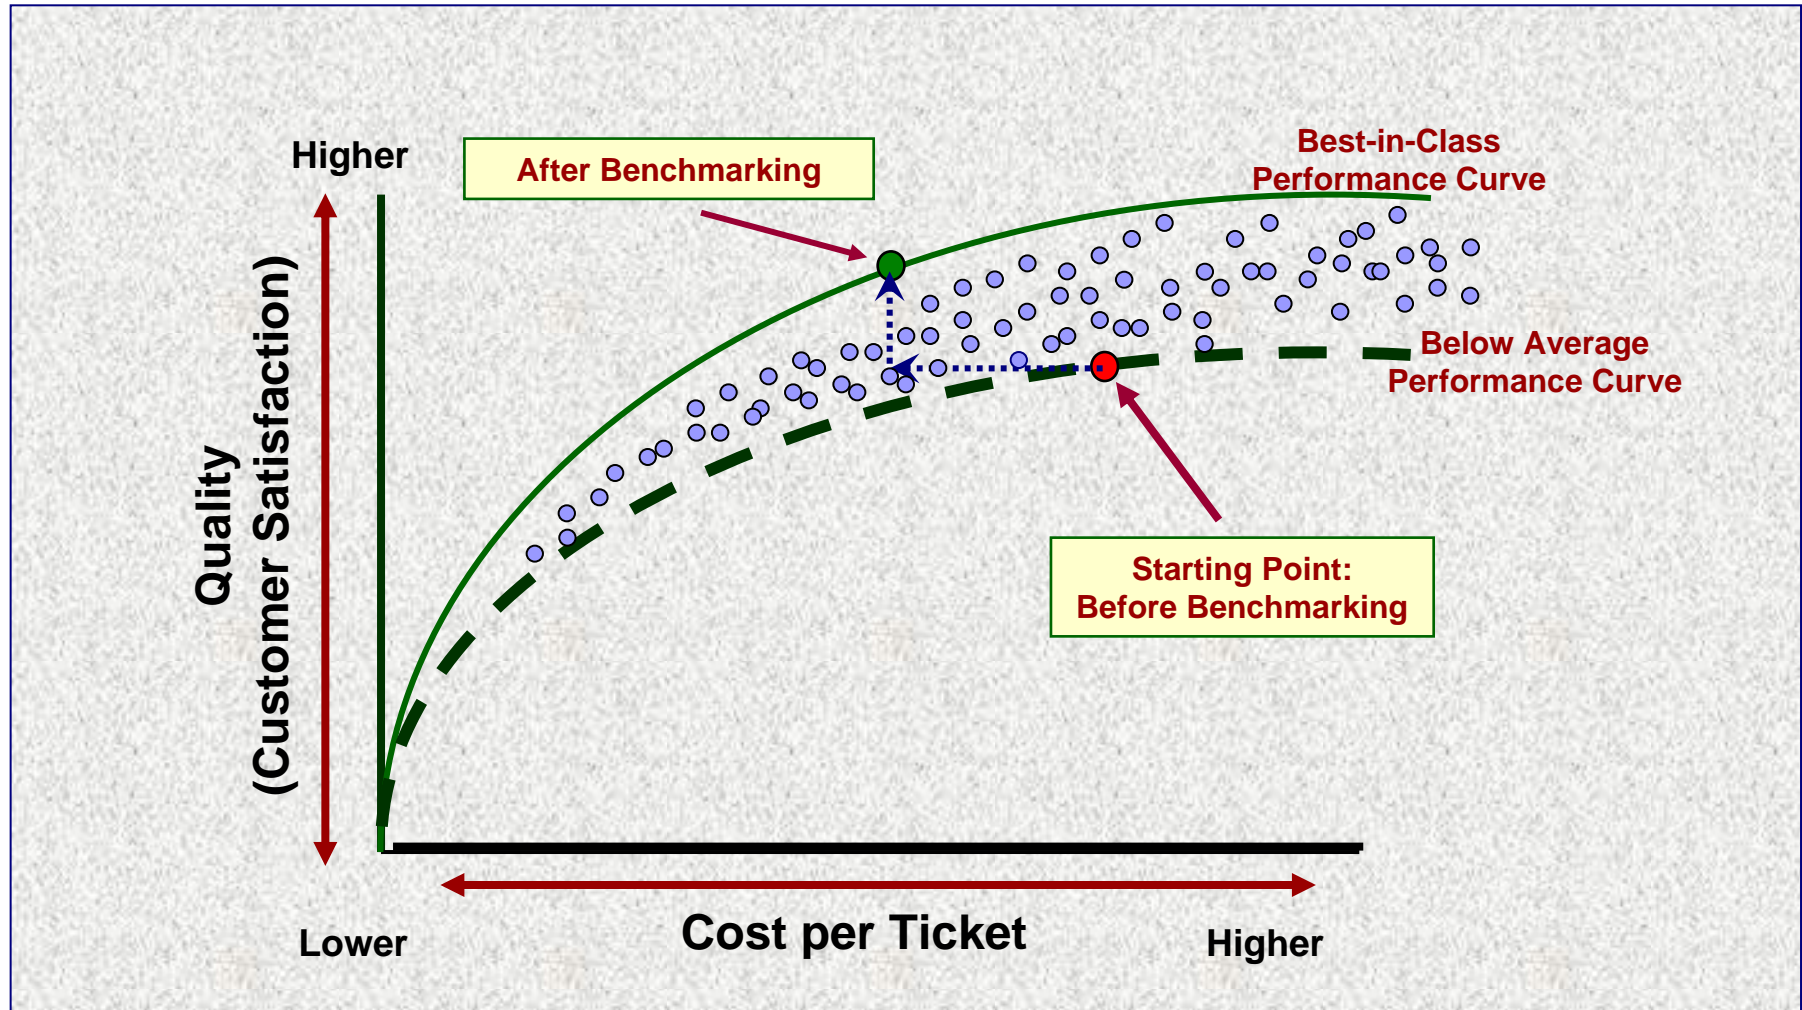 Best-in-Class
Performance Curve
Higher
After Benchmarking
Below Average
Performance Curve
Quality
(Customer Satisfaction)
Starting Point:
Before Benchmarking
Cost per Ticket
Lower
Higher